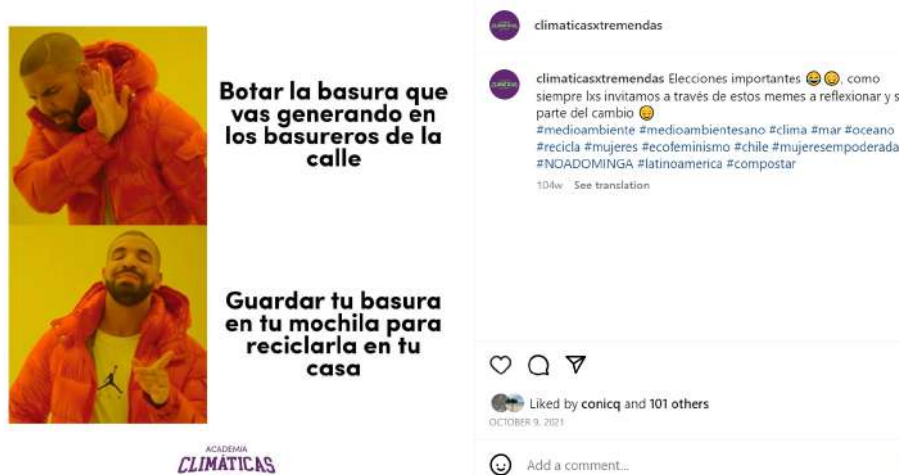 Botar la basura que
vas generando en
los basureros de la
calle
Guardar tu basura
en tu mochila para
reciclarla en tu
casa
ACADEMIA
CLIMÁTICAS
climaticasxtremendas
climaticasxtremendas Elecciones importantes 😂😔, como
siempre lxs invitamos a través de estos memes a reflexionar y s
parte del cambio 😔
#medioambiente #medioambientesano #clima #mar #oceano
#recicla #mujeres #ecofeminismo #chile #mujeresempoderada
#NOADOMINGA #latinoamerica #compostar
104w See translation
Liked by conicq and 101 others
OCTOBER 9, 2021
Add a comment...